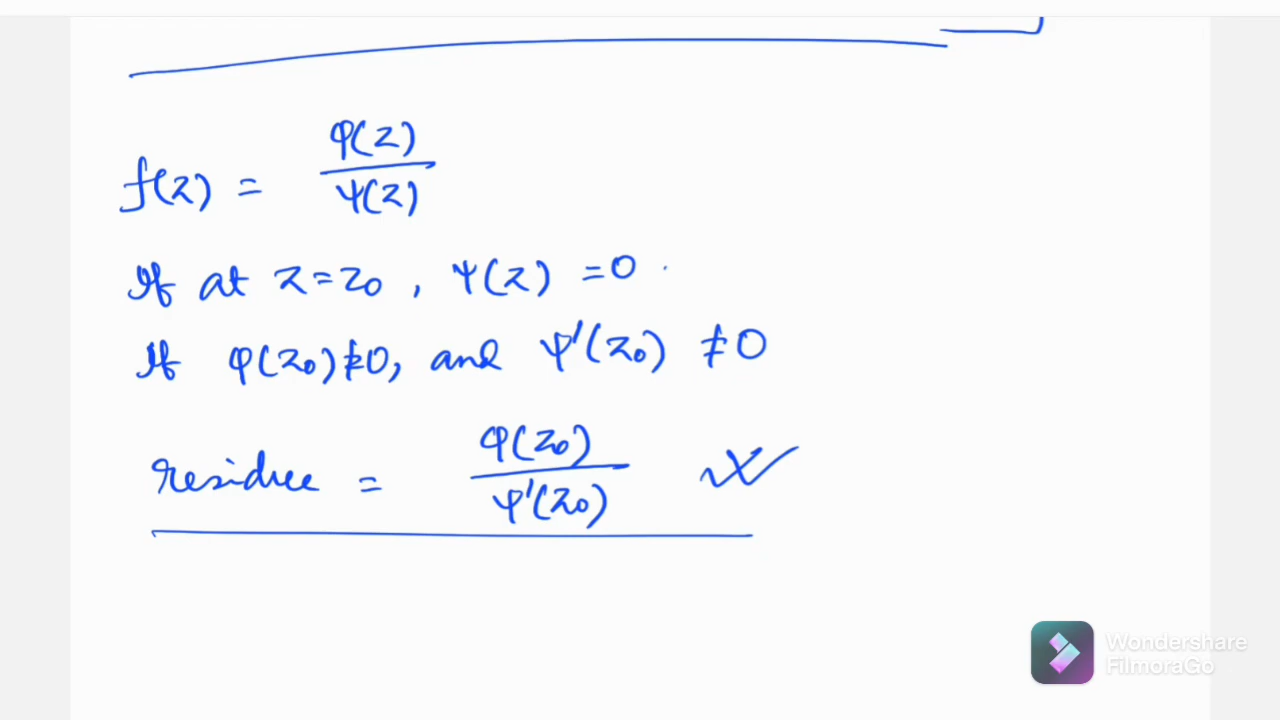 f(z) = φ(z)/ψ(z)
If at z=z₀, ψ(z) =0.
If φ(z₀)≠0, and ψ'(z₀) ≠0
residue = φ(z₀)/ψ'(z₀)
Wondershare
FilmoraGo